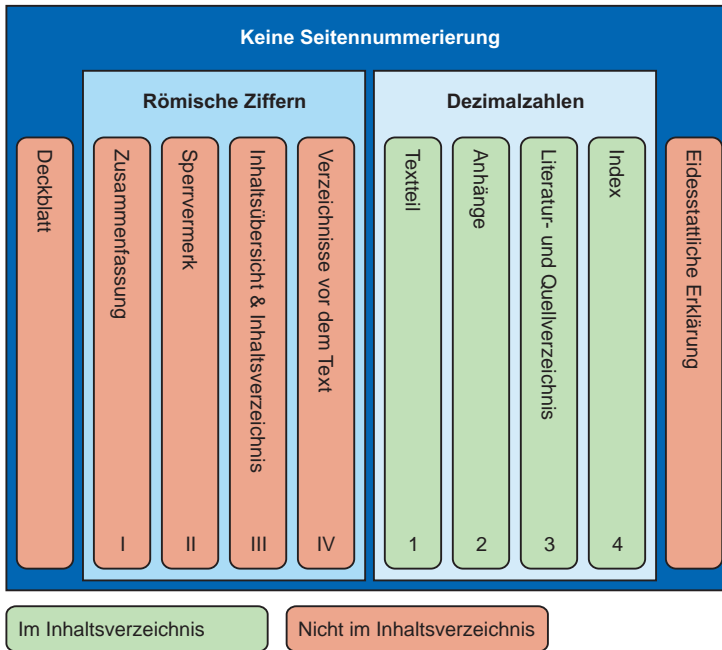 Keine Seitennummerierung
Römische Ziffern
Dezimalzahlen
Deckblatt
Zusammenfassung
I
Sperrvermerk
II
Inhaltsübersicht & Inhaltsverzeichnis
III
Verzeichnisse vor dem Text
IV
Textteil
1
Anhänge
2
Literatur- und Quellverzeichnis
3
Index
4
Eidesstattliche Erklärung
Im Inhaltsverzeichnis
Nicht im Inhaltsverzeichnis